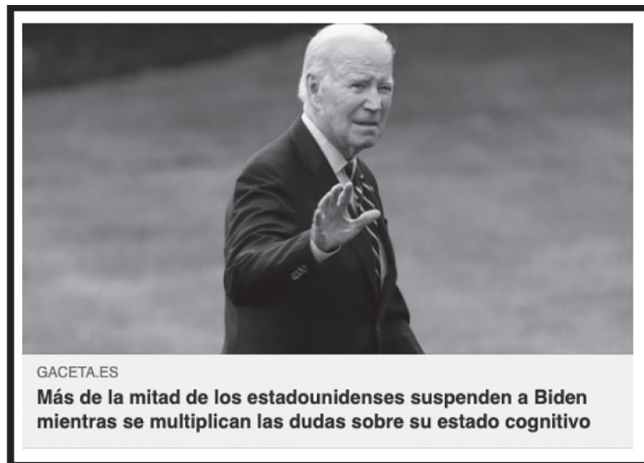 GACETA.ES
Más de la mitad de los estadounidenses suspenden a Biden
mientras se multiplican las dudas sobre su estado cognitivo